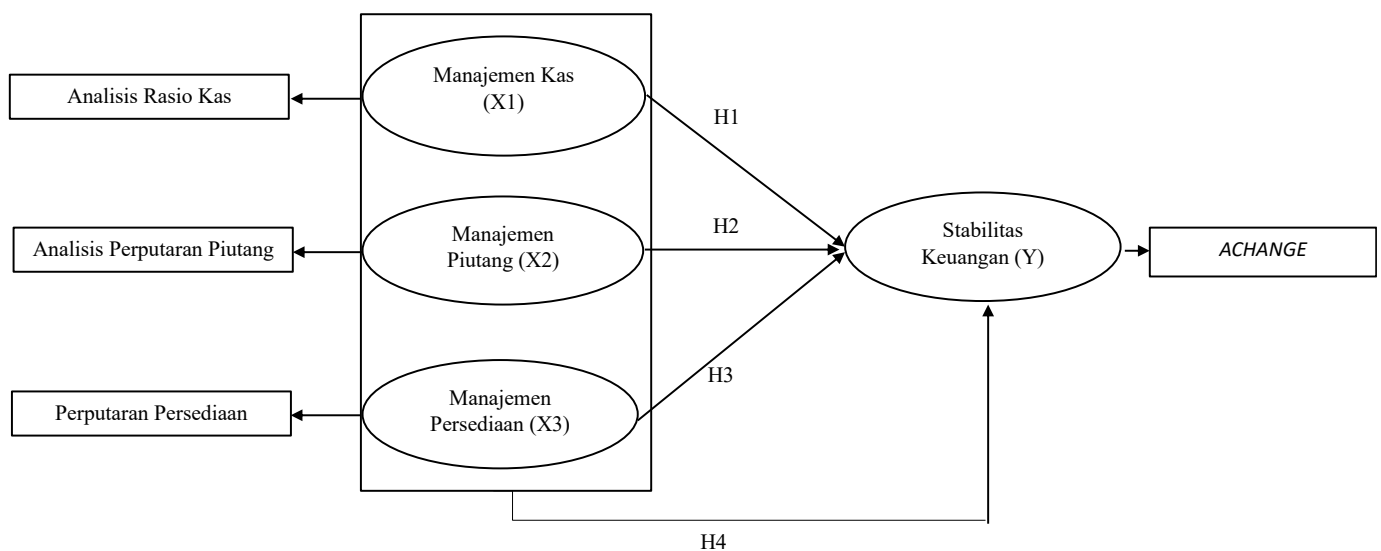 Analisis Rasio Kas
Manajemen Kas
(X1)
H1
Analisis Perputaran Piutang
Manajemen
Piutang (X2)
H2
Stabilitas
Keuangan (Y)
ACHANGE
Perputaran Persediaan
Manajemen
Persediaan (X3)
H3
H4